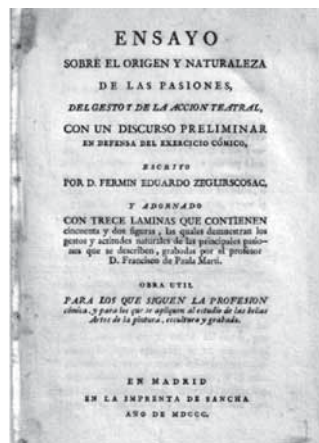 ENSAYO
SOBRE EL ORIGEN Y NATURALEZA
DE LAS PASIONES,
DEL GESTO Y DE LA ACCION TEATRAL,
CON UN DISCURSO PRELIMINAR
EN DEFENSA DEL EXERCICIO CÓMICO,
ESCRITO
POR D. FERMIN EDUARDO ZEGLIRSCOSAC,
Y ADORNADO
CON TRECE LAMINAS QUE CONTIENEN
cincuenta y dos figuras, las quales demuestran los
gestos y actitudes naturales de las principales pasio-
nes que se describen, grabadas por el profesor
D. Francisco de Paula Martí.
OBRA UTIL
PARA LOS QUE SIGUEN LA PROFESION
cómica, y para los que se apliquen al estudio de las bellas
Artes de la pintura, escultura y grabado.
EN MADRID
EN LA IMPRENTA DE SANCHA
AÑO DE MDCCC.